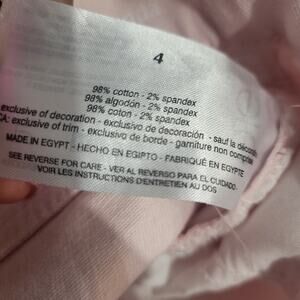 4
98% cotton - 2% spandex
98% algodón - 2% spandex
98% coton - 2% spandex
exclusive of decoration - exclusivo de decoración - sauf la décoration
CA: exclusive of trim - exclusivo de borde - garniture non comprise
MADE IN EGYPT - HECHO EN EGIPTO - FABRIQUÉ EN EGYPTE
SEE REVERSE FOR CARE - VER AL REVERSO PARA EL CUIDADO
VOIR LES INSTRUCTIONS D'ENTRETIEN AU DOS